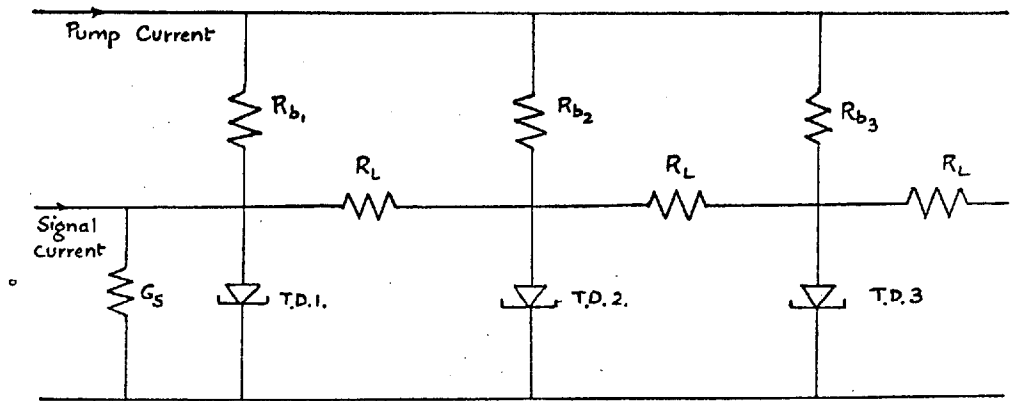 Pump Current
Rb1
Rb2
Rb3
RL
RL
RL
Signal
current
GS
T.D.1.
T.D.2.
T.D.3